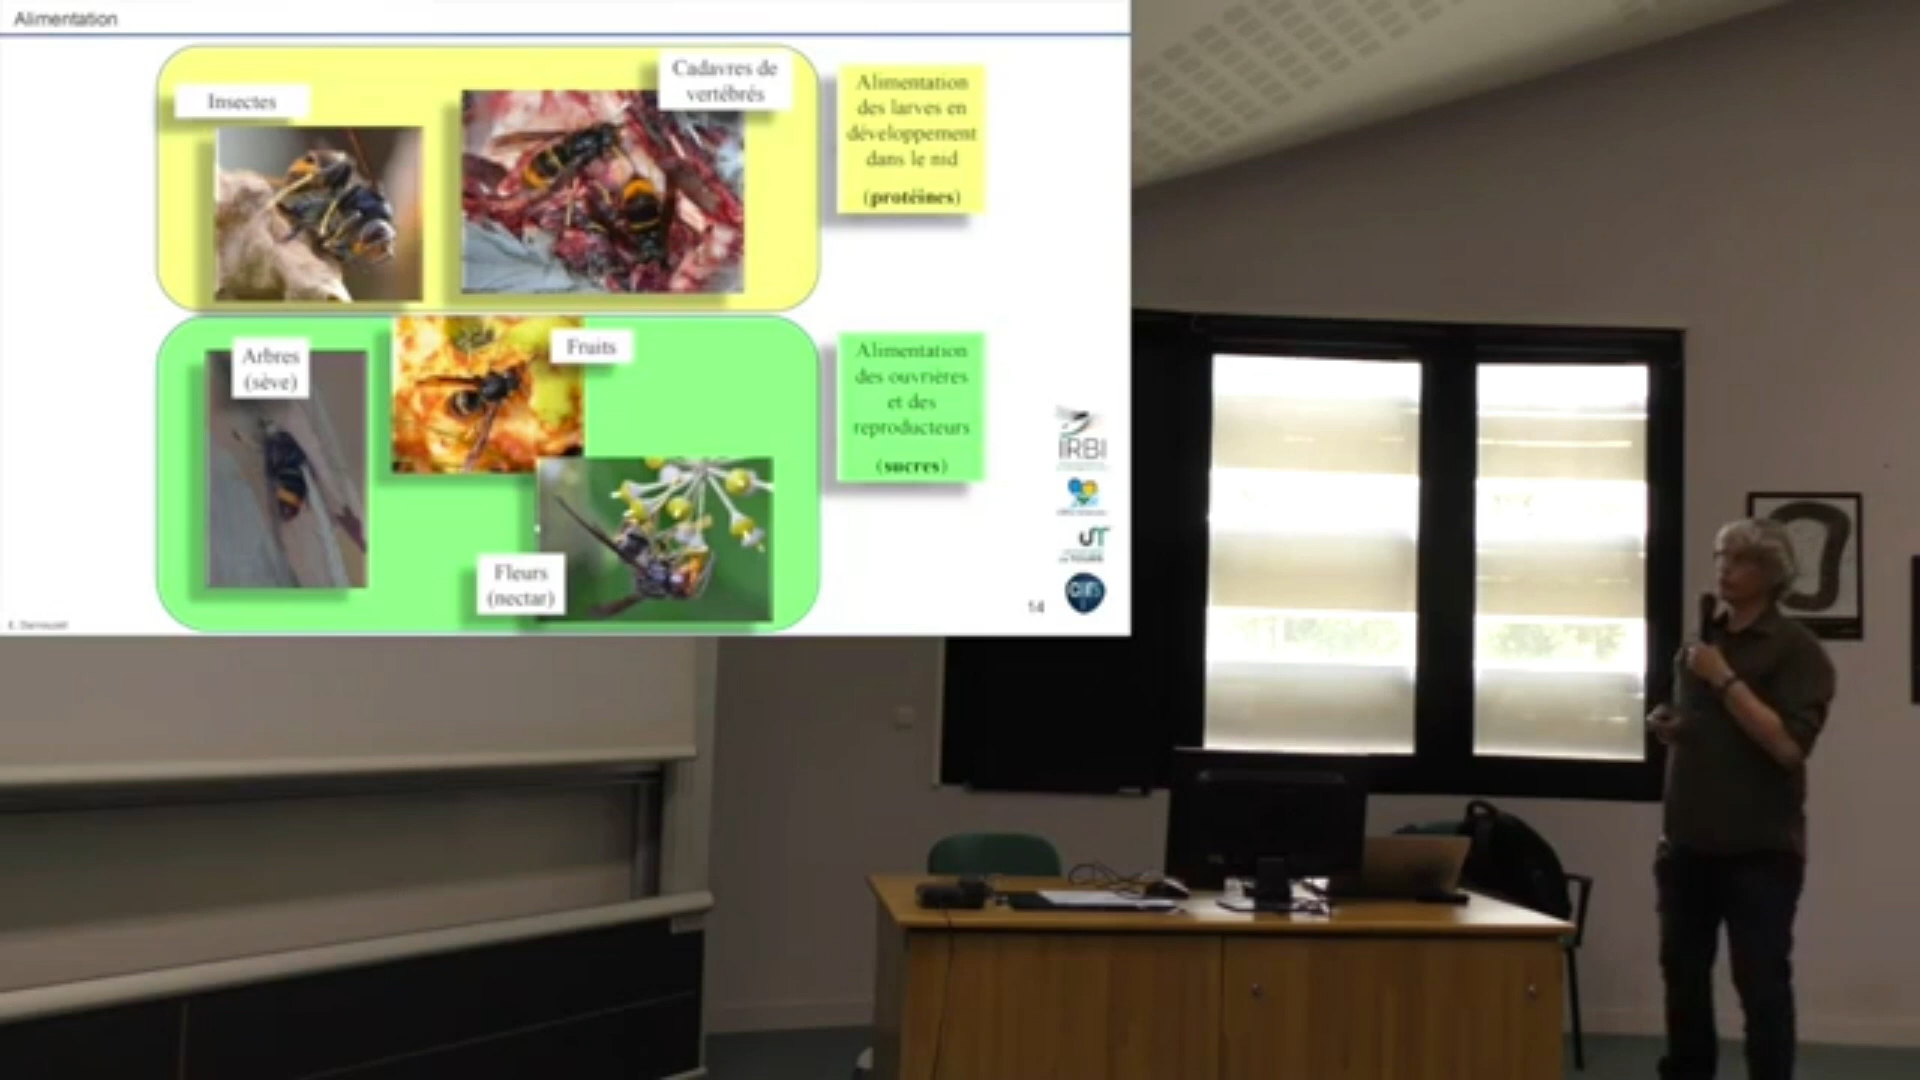 Alimentation
Insectes
Cadavres de
vertébrés
Alimentation
des larves en
développement
dans le nid
(protéines)
Arbres
(sève)
Fruits
Fleurs
(nectar)
Alimentation
des ouvrières
et des
reproducteurs
(sucres)
IRBI
14